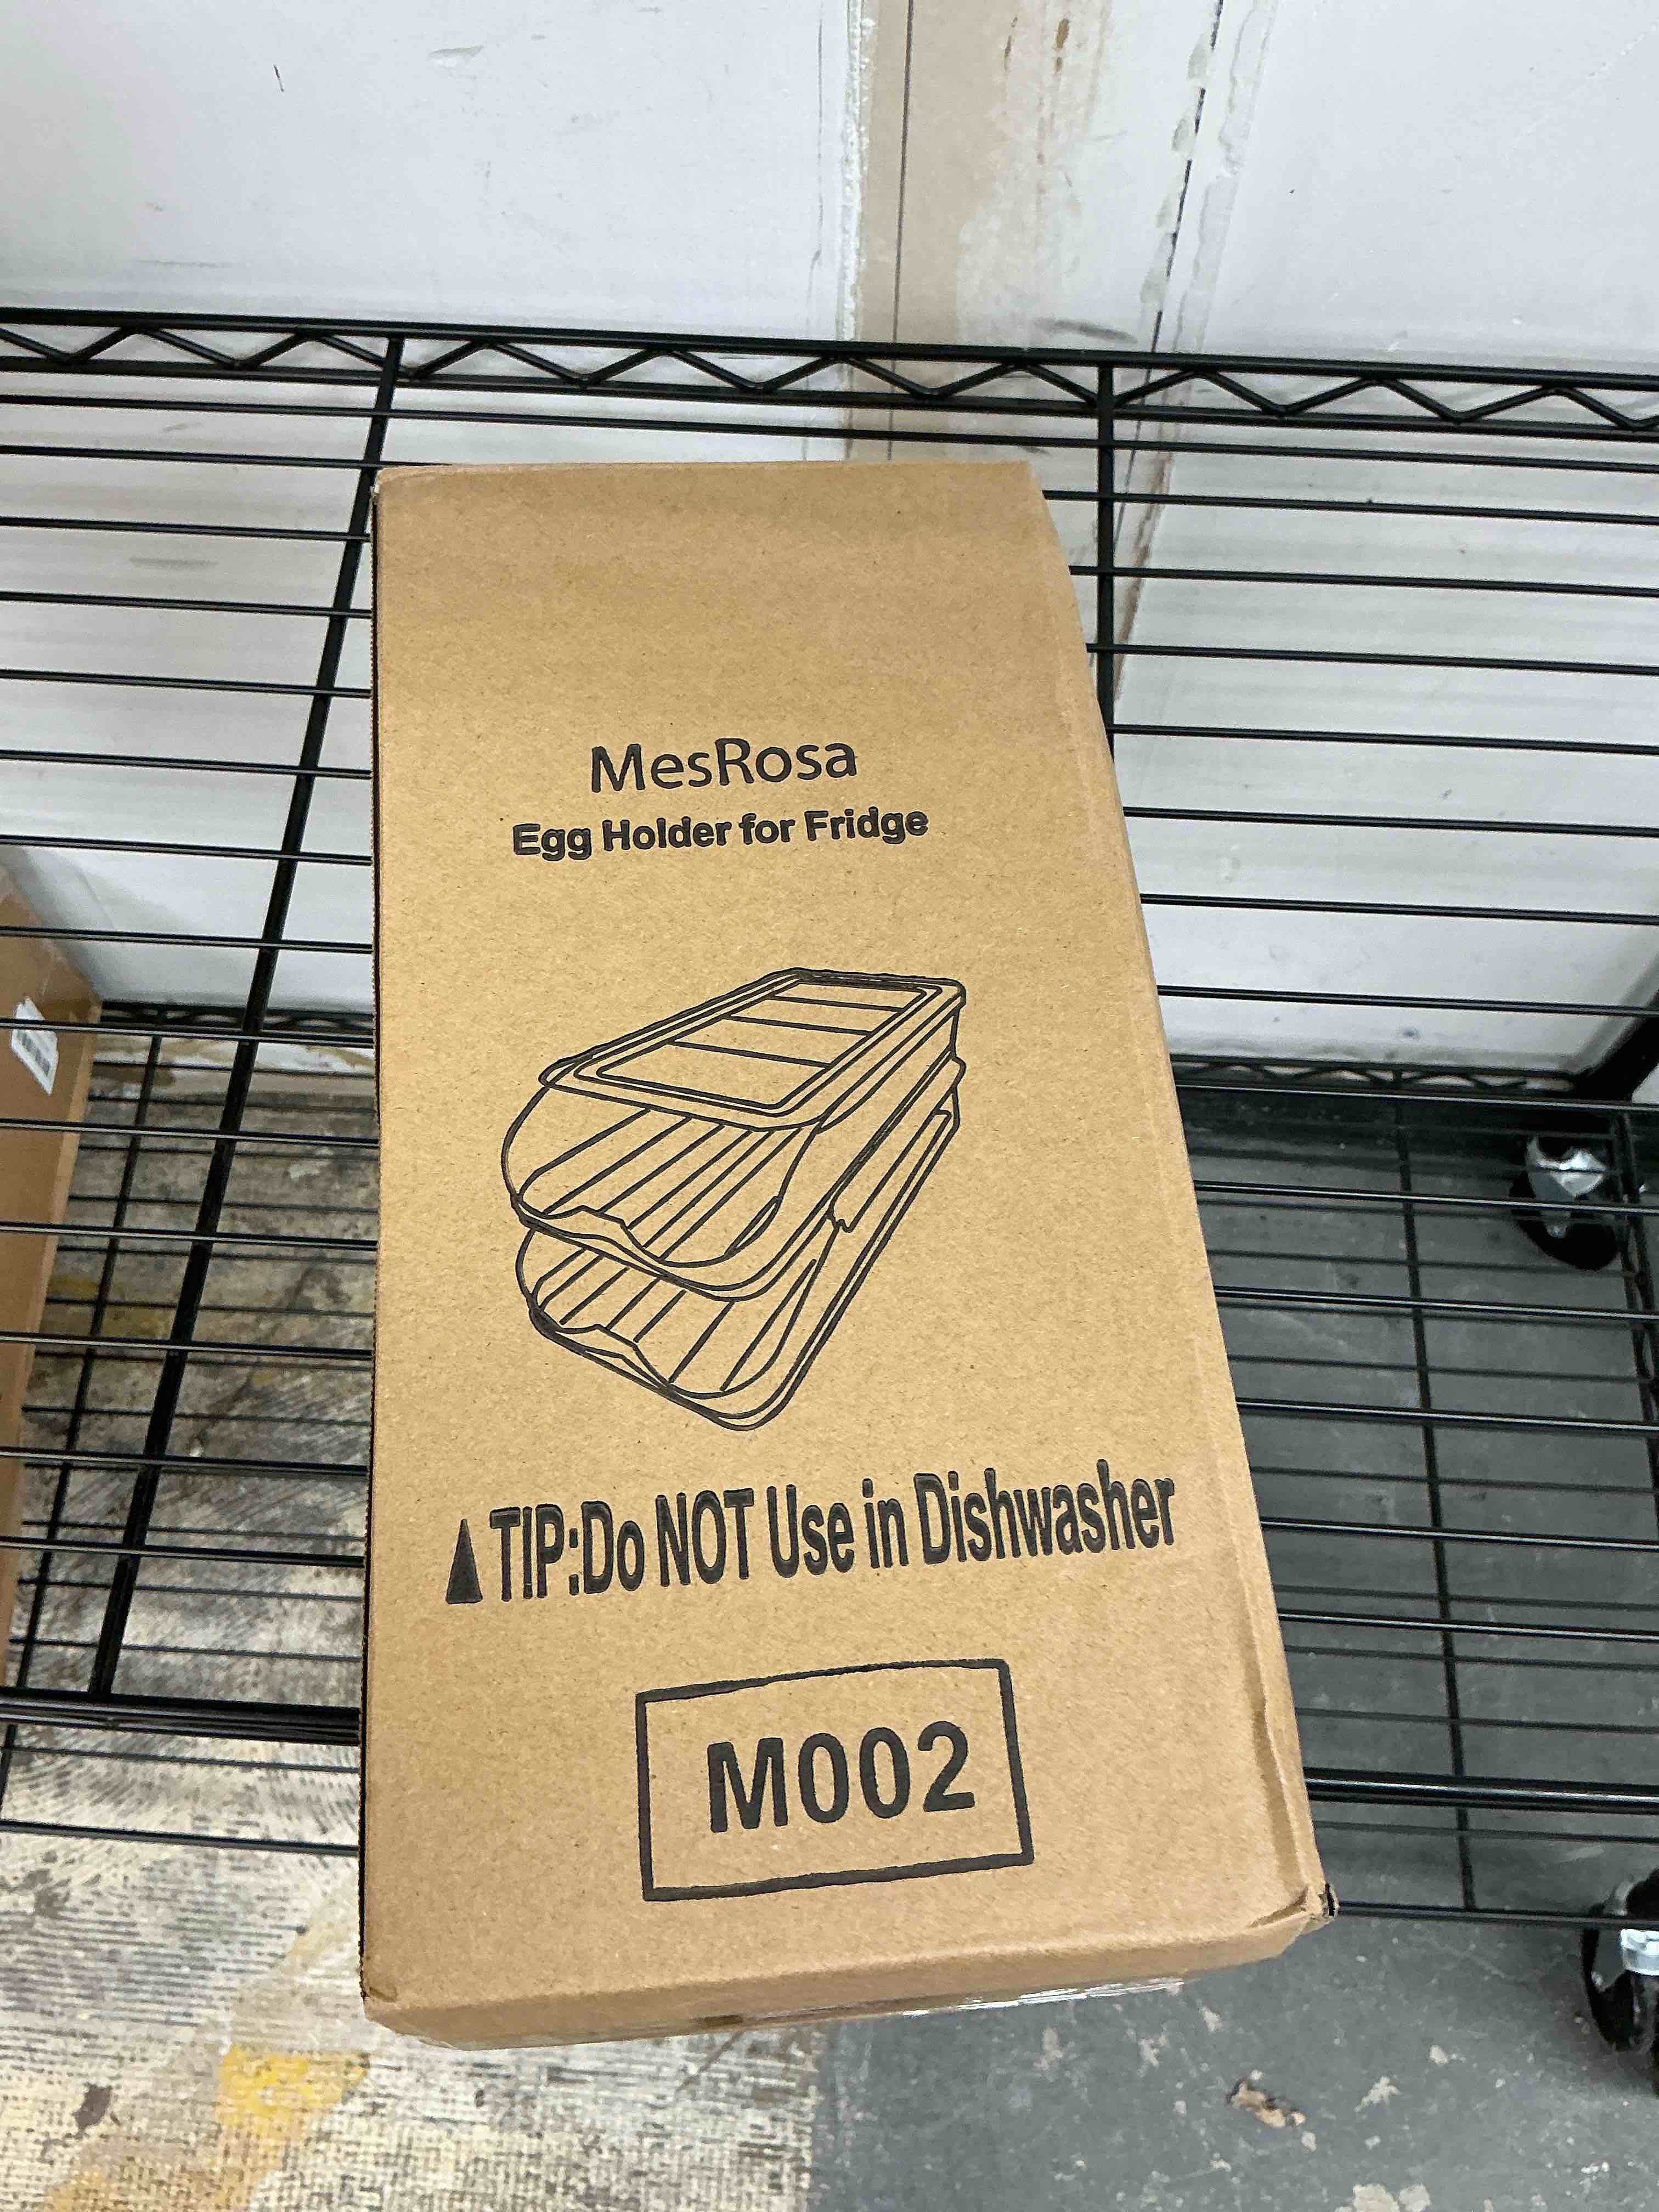 MesRosa
Egg Holder for Fridge
▲TIP:Do NOT Use in Dishwasher
M002